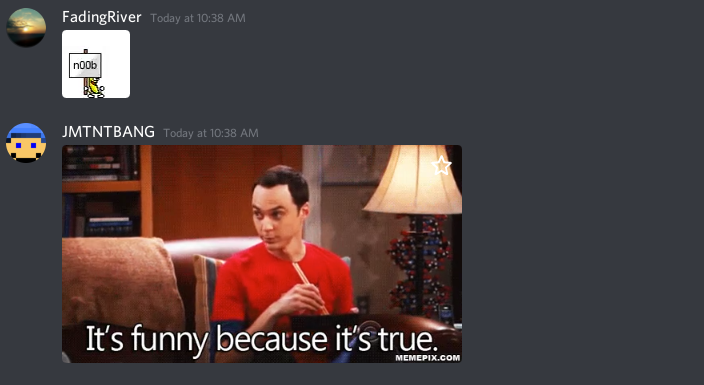 FadingRiver Today at 10:38 AM
n00b
JMTNTBANG Today at 10:38 AM
It's funny because it's true.
MEMEPIX.COM